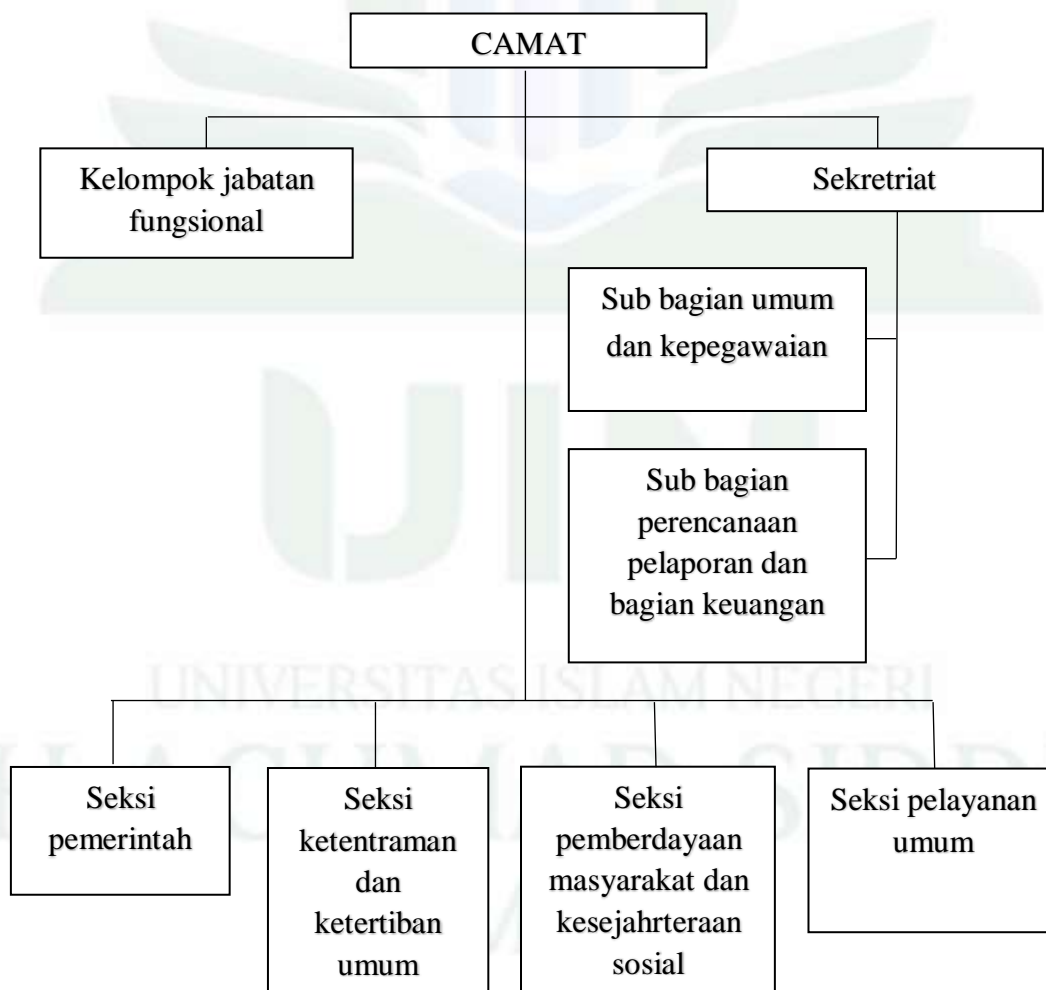 CAMAT
Kelompok jabatan
fungsional
Sekretriat
Sub bagian umum
dan kepegawaian
Sub bagian
perencanaan
pelaporan dan
bagian keuangan
UNIVERSITAS ISLAM NEGERI
Seksi
pemerintah
Seksi
ketentraman
dan
ketertiban
umum
Seksi
pemberdayaan
masyarakat dan
kesejahrteraan
sosial
Seksi pelayanan
umum